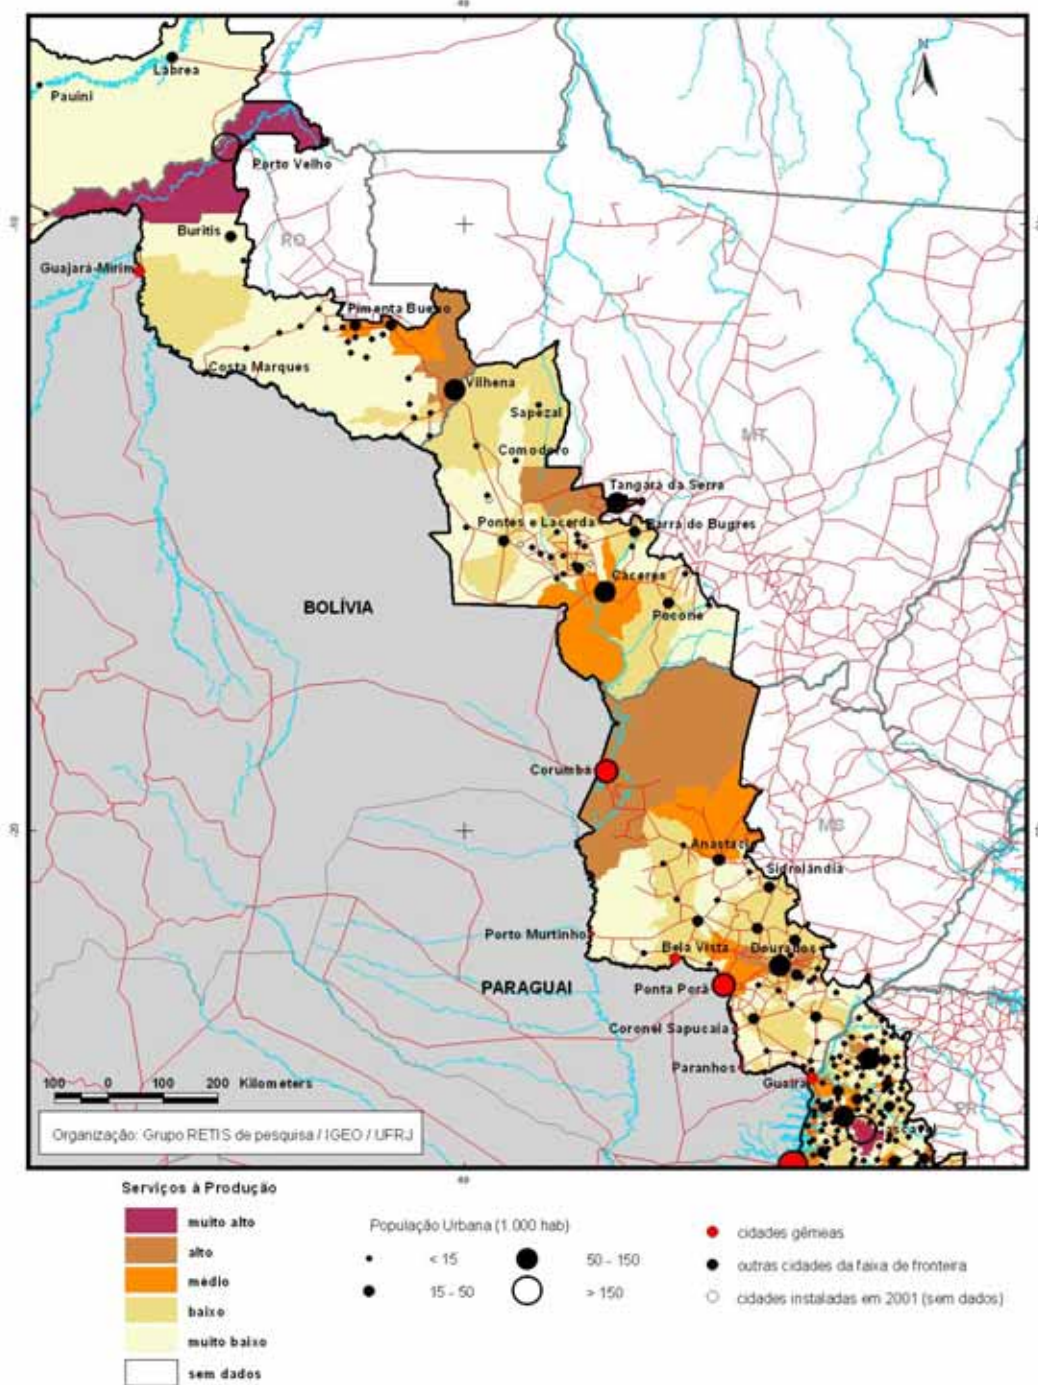 N
Lábrea
Pauini
Porto Velho
Buritis
RO
Guajará-Mirim
Pimenta Bueno
Costa Marques
Vilhena
Sapezal
MT
Comodoro
Tangará da Serra
Pontes e Lacerda
Barra do Bugres
Cáceres
BOLÍVIA
Poconé
Corumbá
MS
Anastácio
Sidrolândia
Porto Murtinho
Bela Vista
Dourados
PARAGUAI
Ponta Porã
Coronel Sapucaia
Paranhos
Guaíra
PR
Cascavel
100 0 100 200 Kilometers
Organização: Grupo RETIS de pesquisa / IGEO / UFRJ
Serviços à Produção
muito alto
alto
médio
baixo
muito baixo
sem dados
População Urbana (1.000 hab)
< 15
15 - 50
50 - 150
> 150
cidades gêmeas
outras cidades da faixa de fronteira
cidades instaladas em 2001 (sem dados)